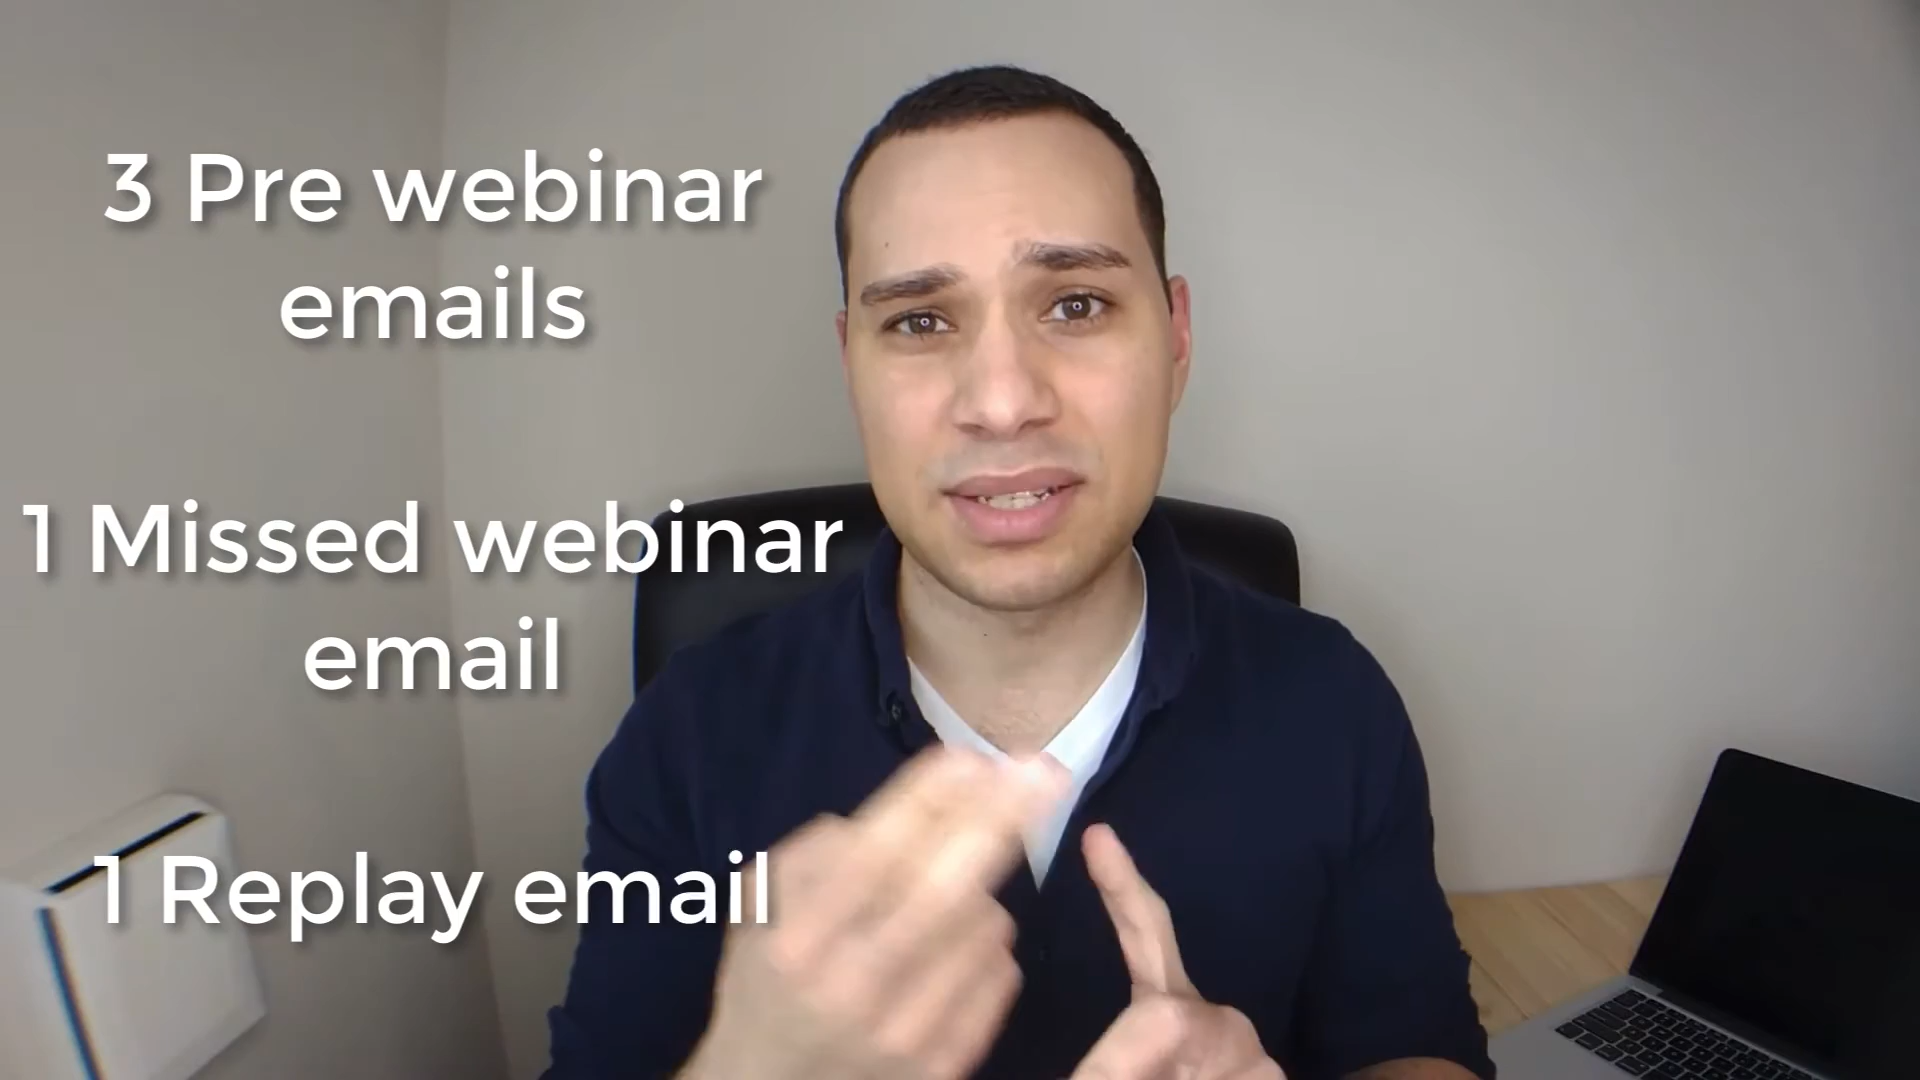 3 Pre webinar
emails
1 Missed webinar
email
1 Replay email